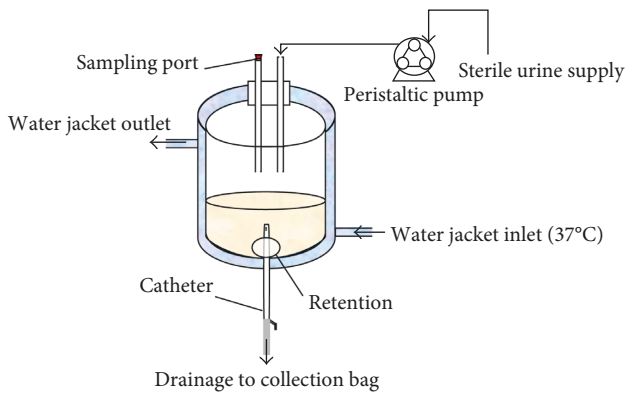 Sampling port
Sterile urine supply
Peristaltic pump
Water jacket outlet
Water jacket inlet (37°C)
Catheter
Retention
Drainage to collection bag